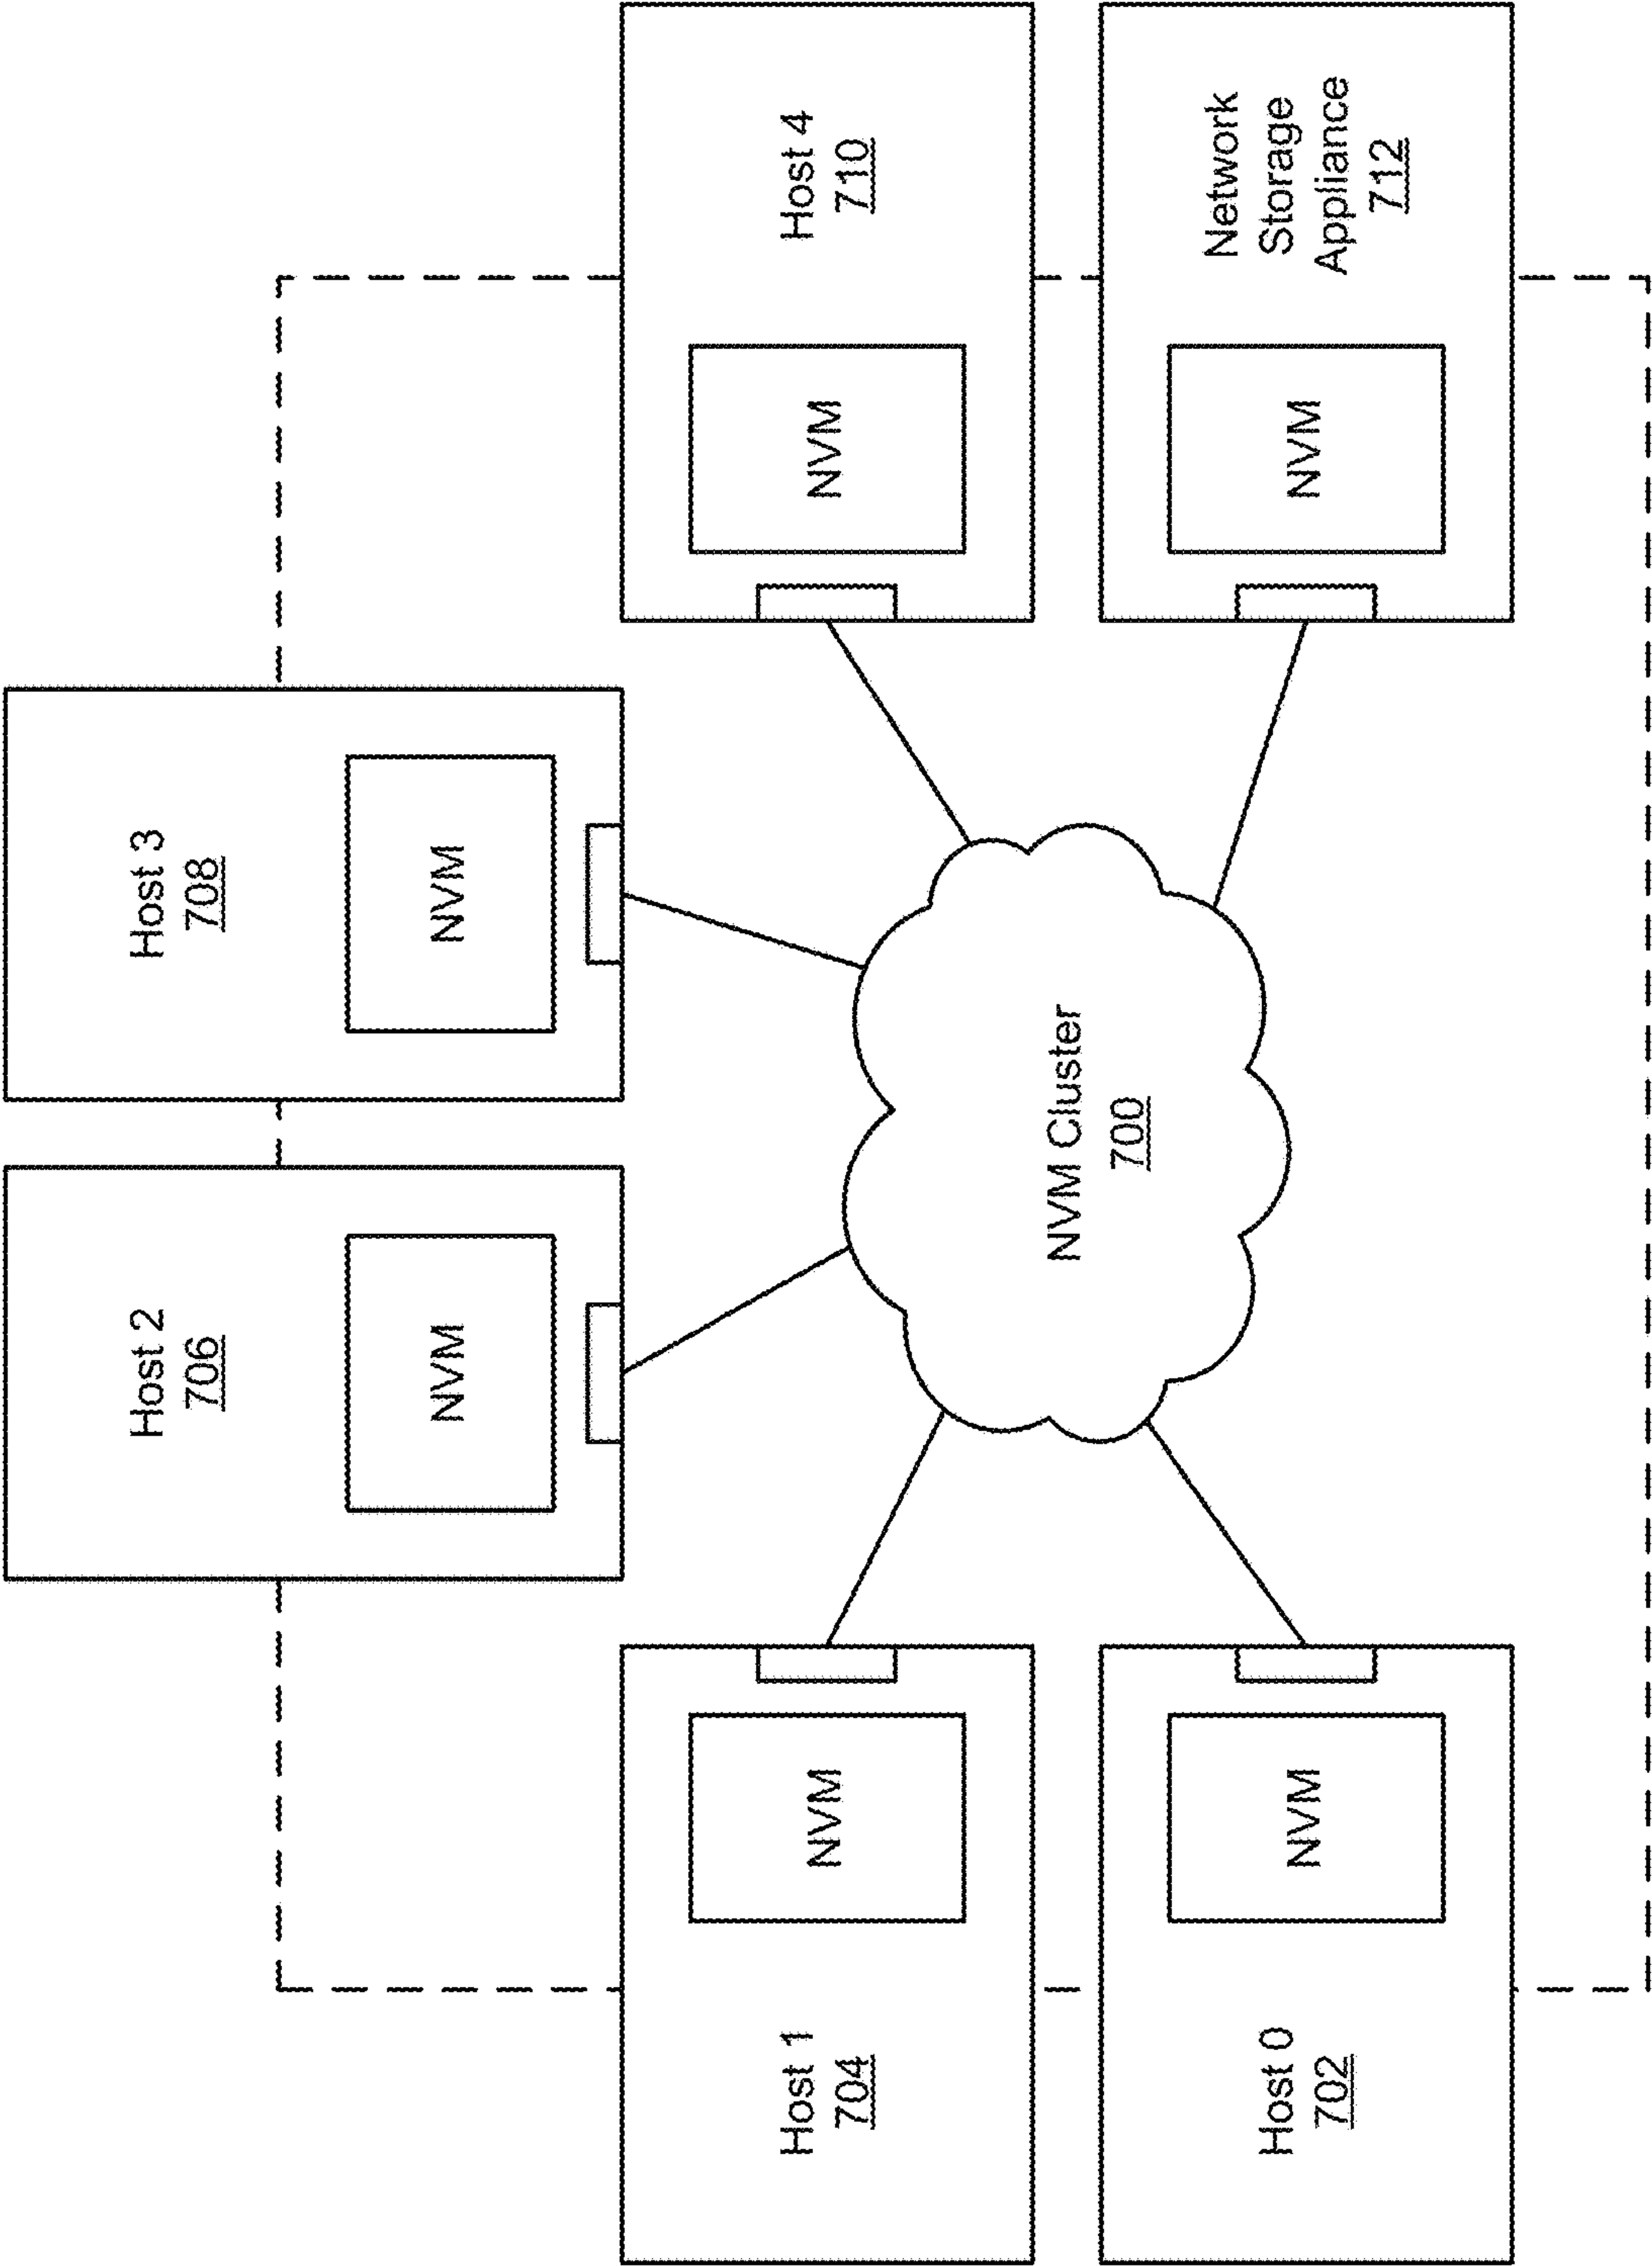 Host 2
706
NVM
Host 3
708
NVM
Host 1
704
NVM
NVM Cluster
700
Host 4
710
NVM
Host 0
702
NVM
Network
Storage
Appliance
712
NVM